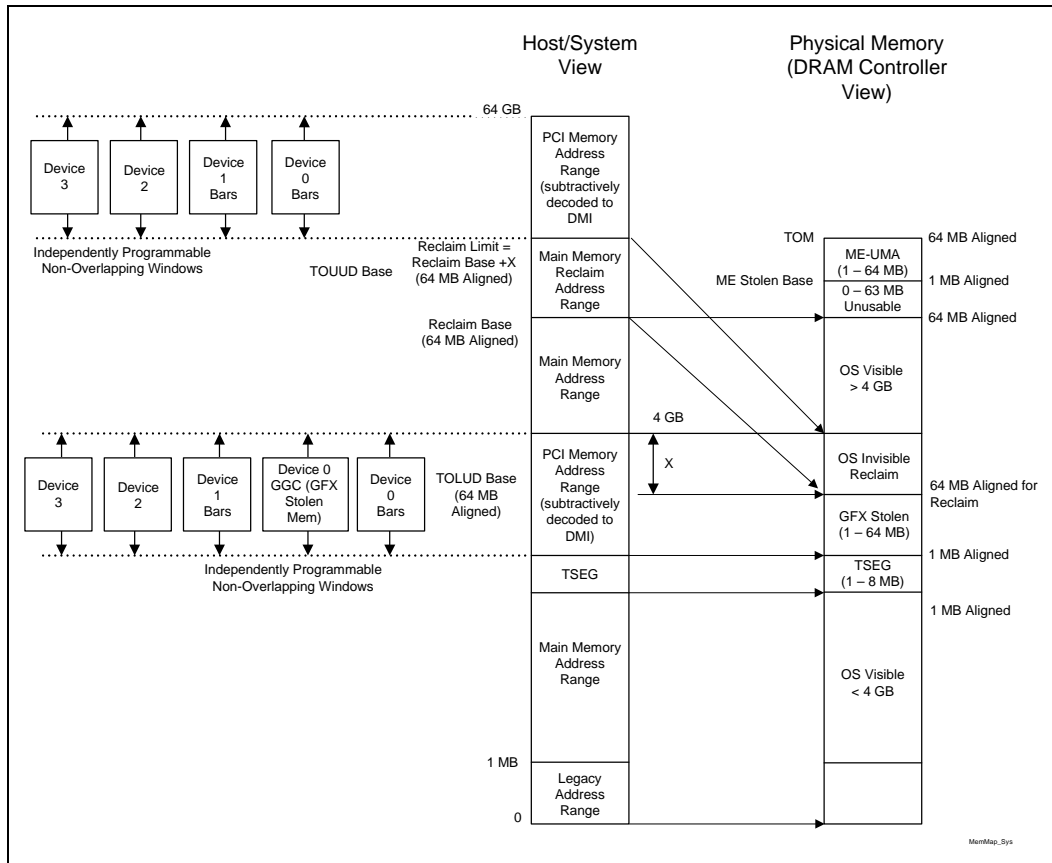 Host/System
View
Physical Memory
(DRAM Controller
View)
64 GB
Device
3
Device
2
Device
1
Bars
Device
0
Bars
PCI Memory
Address
Range
(subtractively
decoded to
DMI
Independently Programmable
Non-Overlapping Windows
TOUUD Base
Reclaim Limit =
Reclaim Base +X
(64 MB Aligned)
Main Memory
Reclaim
Address
Range
TOM
64 MB Aligned
ME-UMA
(1 – 64 MB)
ME Stolen Base
1 MB Aligned
0 – 63 MB
Unusable
64 MB Aligned
Reclaim Base
(64 MB Aligned)
Main Memory
Address
Range
OS Visible
> 4 GB
4 GB
Device
3
Device
2
Device
1
Bars
Device 0
GGC (GFX
Stolen
Mem)
Device
0
Bars
TOLUD Base
(64 MB
Aligned)
PCI Memory
Address
Range
(subtractively
decoded to
DMI)
X
OS Invisible
Reclaim
64 MB Aligned for
Reclaim
GFX Stolen
(1 – 64 MB)
1 MB Aligned
Independently Programmable
Non-Overlapping Windows
TSEG
TSEG
(1 – 8 MB)
1 MB Aligned
Main Memory
Address
Range
OS Visible
< 4 GB
1 MB
Legacy
Address
Range
0
MemMap_Sys